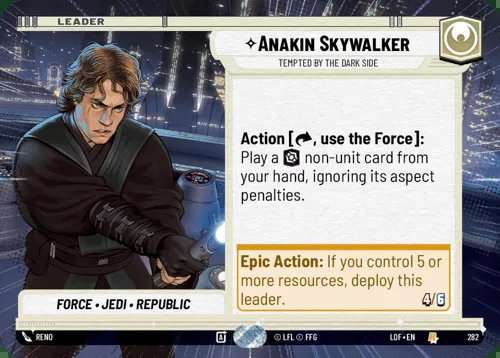 LEADER
✧ANAKIN SKYWALKER
TEMPTED BY THE DARK SIDE
Action [, use the Force]:
Play a non-unit card from
your hand, ignoring its aspect
penalties.
Epic Action: If you control 5 or
more resources, deploy this
leader.
4/6
FORCE • JEDI • REPUBLIC
RENO
A
© LFL © FFG
LOF • EN
282